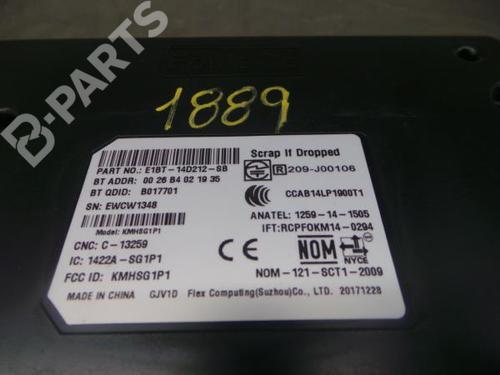 B-PARTS
1889
Scrap If Dropped
PART NO.: E1BT-14D212-SB
R 209-J00106
BT ADDR: 00 26 B4 02 19 35
BT QDID: B017701
CCAB14LP1900T1
SN: EWCW1348
ANATEL: 1259-14-1505
Model: KMHSG1P1
IFT:RCPFOKM14-0294
CNC: C-13259
CE
NOM
NYCE
IC: 1422A-SG1P1
FCC ID: KMHSG1P1
NOM-121-SCT1-2009
MADE IN CHINA GJV1D Flex Computing(Suzhou)Co., LTD. 20171228
B-PARTS